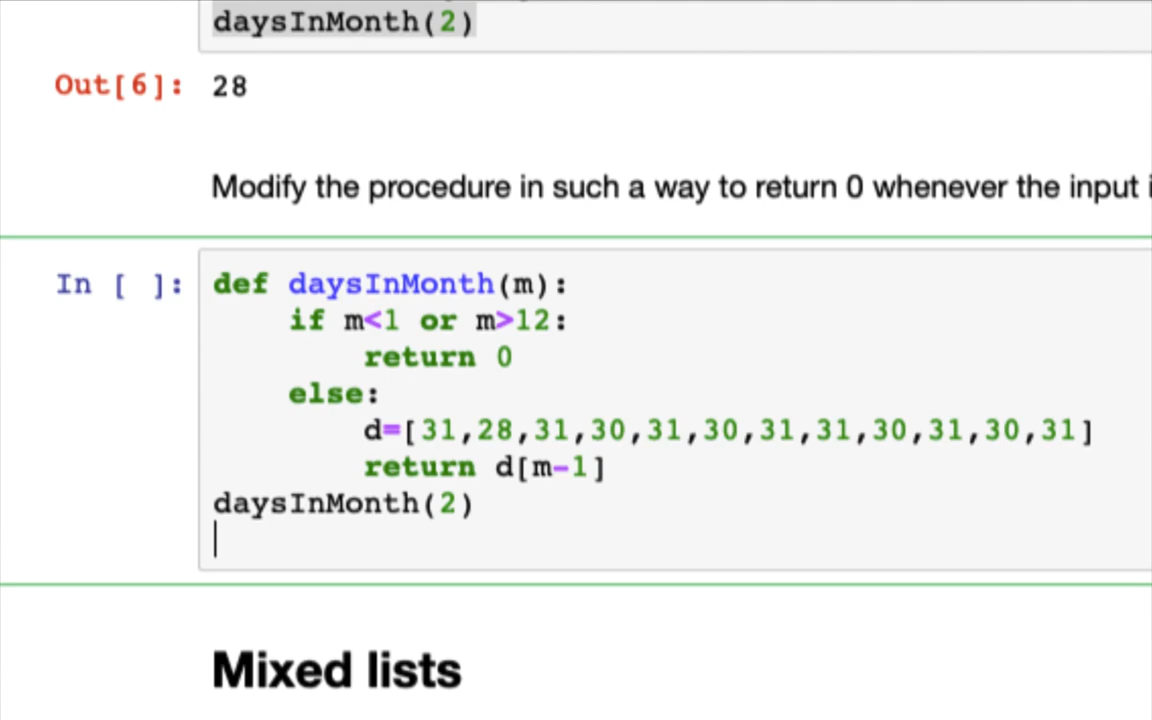 daysInMonth(2)
Out[6]: 28
Modify the procedure in such a way to return 0 whenever the input
In [ ]: def daysInMonth(m):
    if m<1 or m>12:
        return 0
    else:
        d=[31,28,31,30,31,30,31,31,30,31,30,31]
        return d[m-1]
daysInMonth(2)
Mixed lists